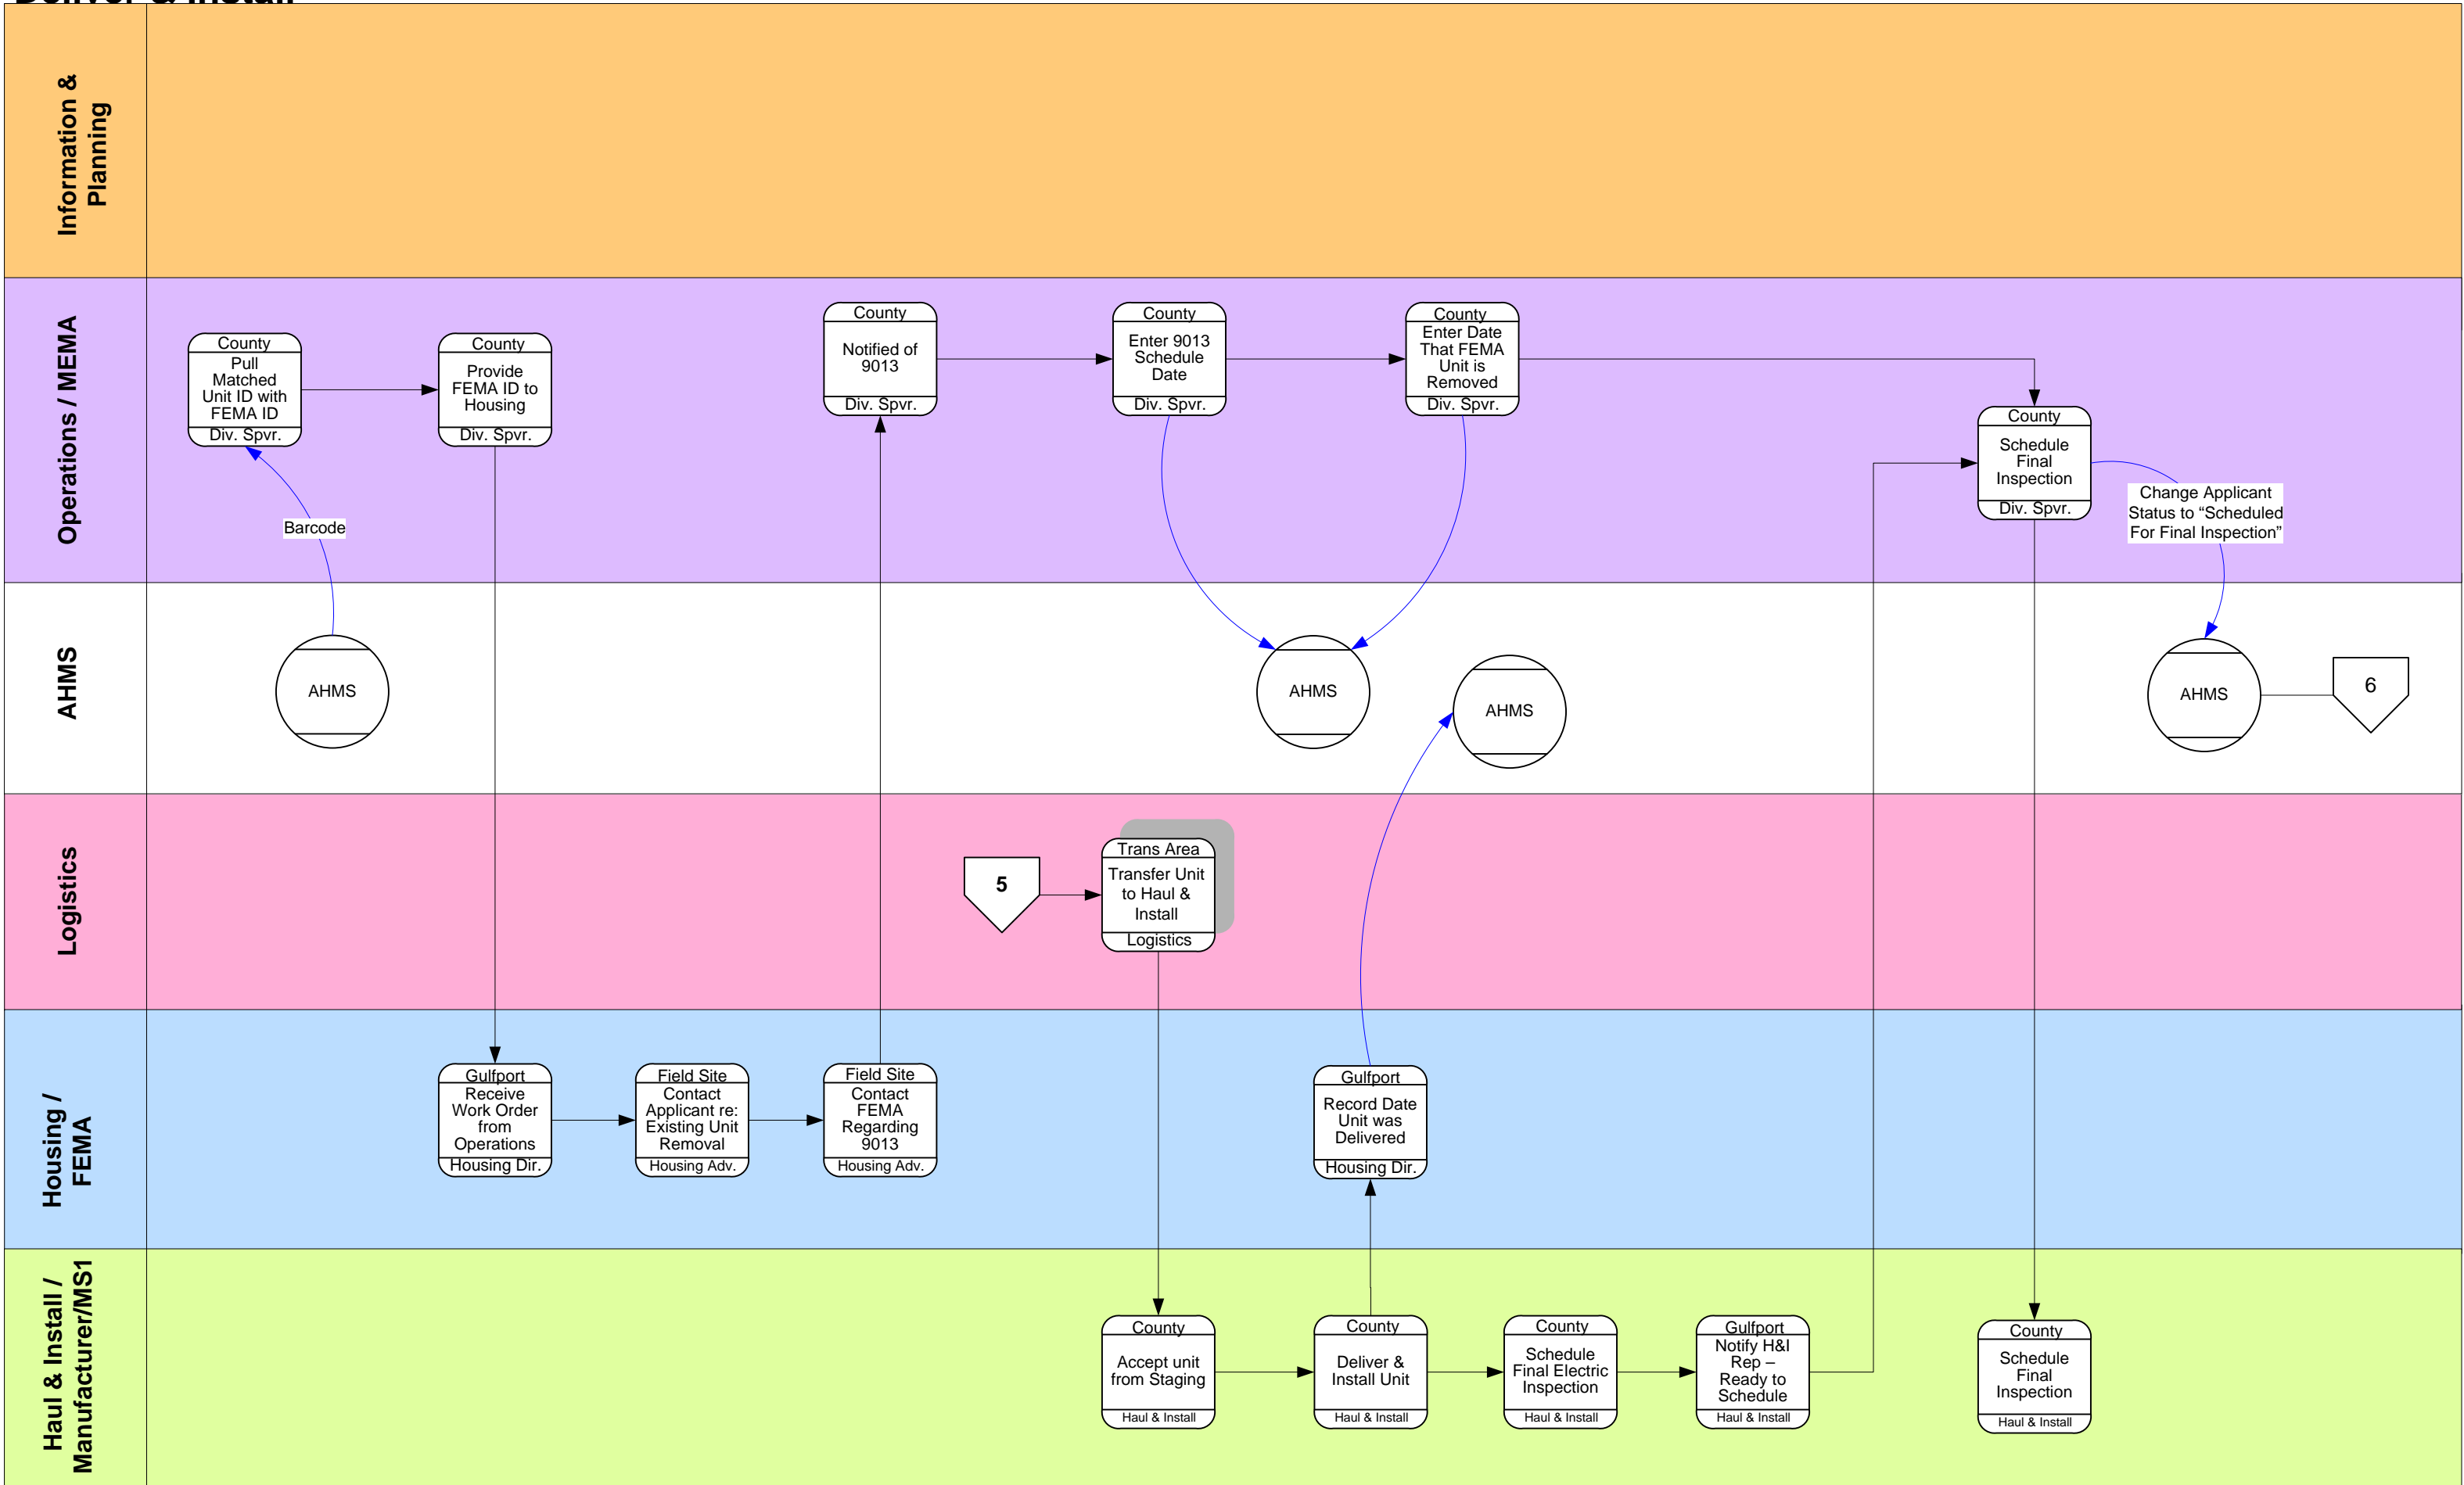 Deliver & Install
Information &
Planning
Operations / MEMA
County
Pull
Matched
Unit ID with
FEMA ID
Div. Spvr.
County
Provide
FEMA ID to
Housing
Div. Spvr.
County
Notified of
9013
Div. Spvr.
County
Enter 9013
Schedule
Date
Div. Spvr.
County
Enter Date
That FEMA
Unit is
Removed
Div. Spvr.
County
Schedule
Final
Inspection
Div. Spvr.
Change Applicant
Status to “Scheduled
For Final Inspection”
Barcode
AHMS
AHMS
AHMS
AHMS
AHMS
6
Logistics
5
Trans Area
Transfer Unit
to Haul &
Install
Logistics
Housing /
FEMA
Gulfport
Receive
Work Order
from
Operations
Housing Dir.
Field Site
Contact
Applicant re:
Existing Unit
Removal
Housing Adv.
Field Site
Contact
FEMA
Regarding
9013
Housing Adv.
Gulfport
Record Date
Unit was
Delivered
Housing Dir.
Haul & Install /
Manufacturer/MS1
County
Accept unit
from Staging
Haul & Install
County
Deliver &
Install Unit
Haul & Install
County
Schedule
Final Electric
Inspection
Haul & Install
Gulfport
Notify H&I
Rep –
Ready to
Schedule
Haul & Install
County
Schedule
Final
Inspection
Haul & Install